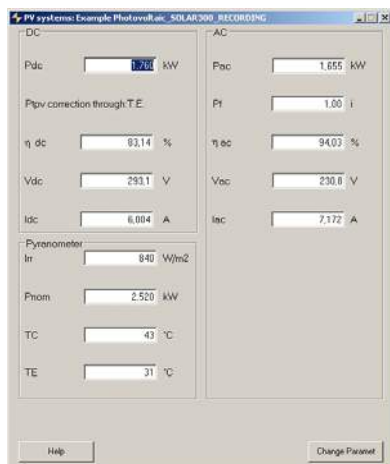 PV systems: Example Photovoltaic_SOLAR300_RECORDING
DC
Pdc 1,760 kW
Ptpv correction through:T.E.
η dc 83,14 %
Vdc 293,1 V
Idc 6,004 A
Pyranometer
Irr 840 W/m2
Pnom 2,520 kW
TC 43 °C
TE 31 °C
AC
Pac 1,655 kW
Pf 1,00 i
η ac 94,03 %
Vac 230,8 V
Iac 7,172 A
Help
Change Paramet